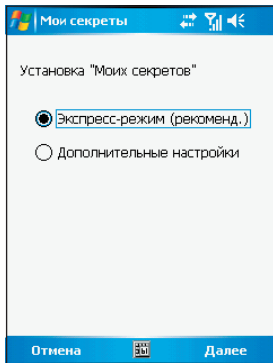 Мои секреты
Установка "Моих секретов"
Экспресс-режим (рекоменд.)
Дополнительные настройки
Отмена Далее